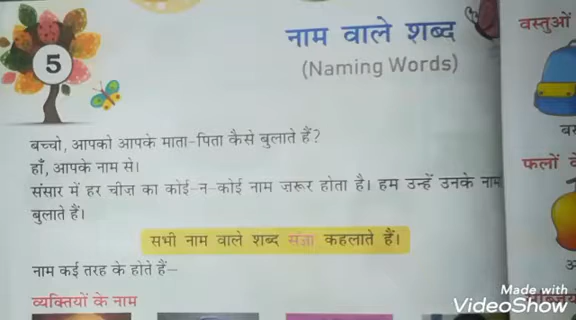 5
नाम वाले शब्द
(Naming Words)
बच्चो, आपको आपके माता-पिता कैसे बुलाते हैं?
हाँ, आपके नाम से।
संसार में हर चीज़ का कोई-न-कोई नाम ज़रूर होता है। हम उन्हें उनके नाम
बुलाते हैं।
सभी नाम वाले शब्द संज्ञा कहलाते हैं।
नाम कई तरह के होते हैं—
व्यक्तियों के नाम
वस्तुओं
फलों
Made with
VideoShow